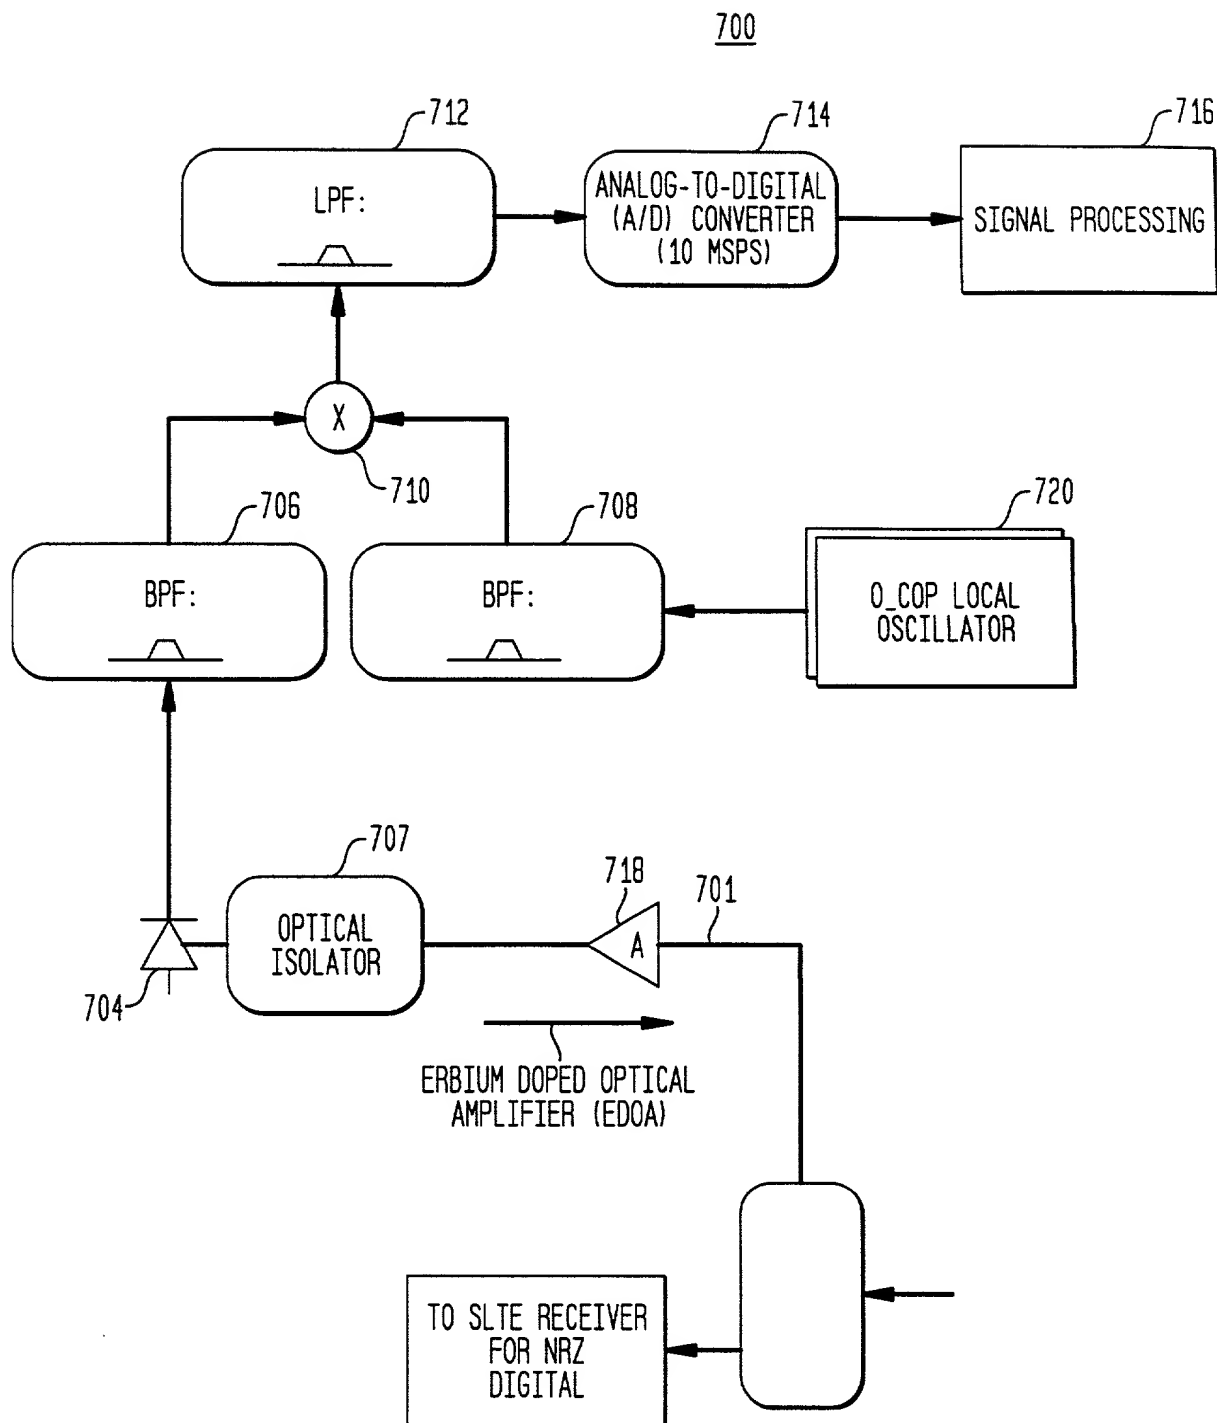 700
712
714
716
LPF:
ANALOG-TO-DIGITAL
(A/D) CONVERTER
(10 MSPS)
SIGNAL PROCESSING
X
710
706
708
720
BPF:
BPF:
O_COP LOCAL
OSCILLATOR
707
718
701
OPTICAL
ISOLATOR
A
704
ERBIUM DOPED OPTICAL
AMPLIFIER (EDOA)
TO SLTE RECEIVER
FOR NRZ
DIGITAL